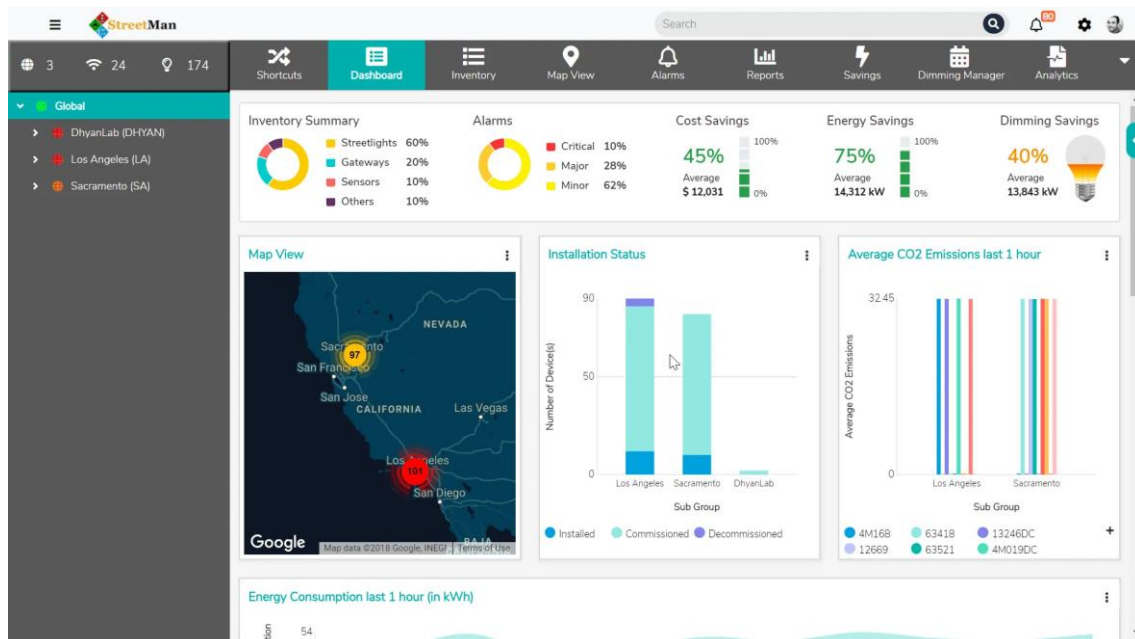 StreetMan
Search
80
3 24 174
Shortcuts Dashboard Inventory Map View Alarms Reports Savings Dimming Manager Analytics
Global
DhyanLab (DHYAN)
Los Angeles (LA)
Sacramento (SA)
Inventory Summary
Streetlights 60%
Gateways 20%
Sensors 10%
Others 10%
Alarms
Critical 10%
Major 28%
Minor 62%
Cost Savings
45%
Average
$ 12,031
100%
0%
Energy Savings
75%
Average
14,312 kW
100%
0%
Dimming Savings
40%
Average
13,843 kW
Map View
NEVADA
Sacramento
97
San Francisco
San Jose
CALIFORNIA
Las Vegas
Los Angeles
101
San Diego
BAJA
Google
Map data ©2018 Google, INEGI Terms of Use
Installation Status
Number of Device(s)
90
50
0
Los Angeles Sacramento DhyanLab
Sub Group
Installed Commissioned Decommissioned
Average CO2 Emissions last 1 hour
Average CO2 Emissions
32.45
0
Los Angeles Sacramento
Sub Group
4M168 63418 13246DC
12669 63521 4M019DC
+
Energy Consumption last 1 hour (in kWh)
54